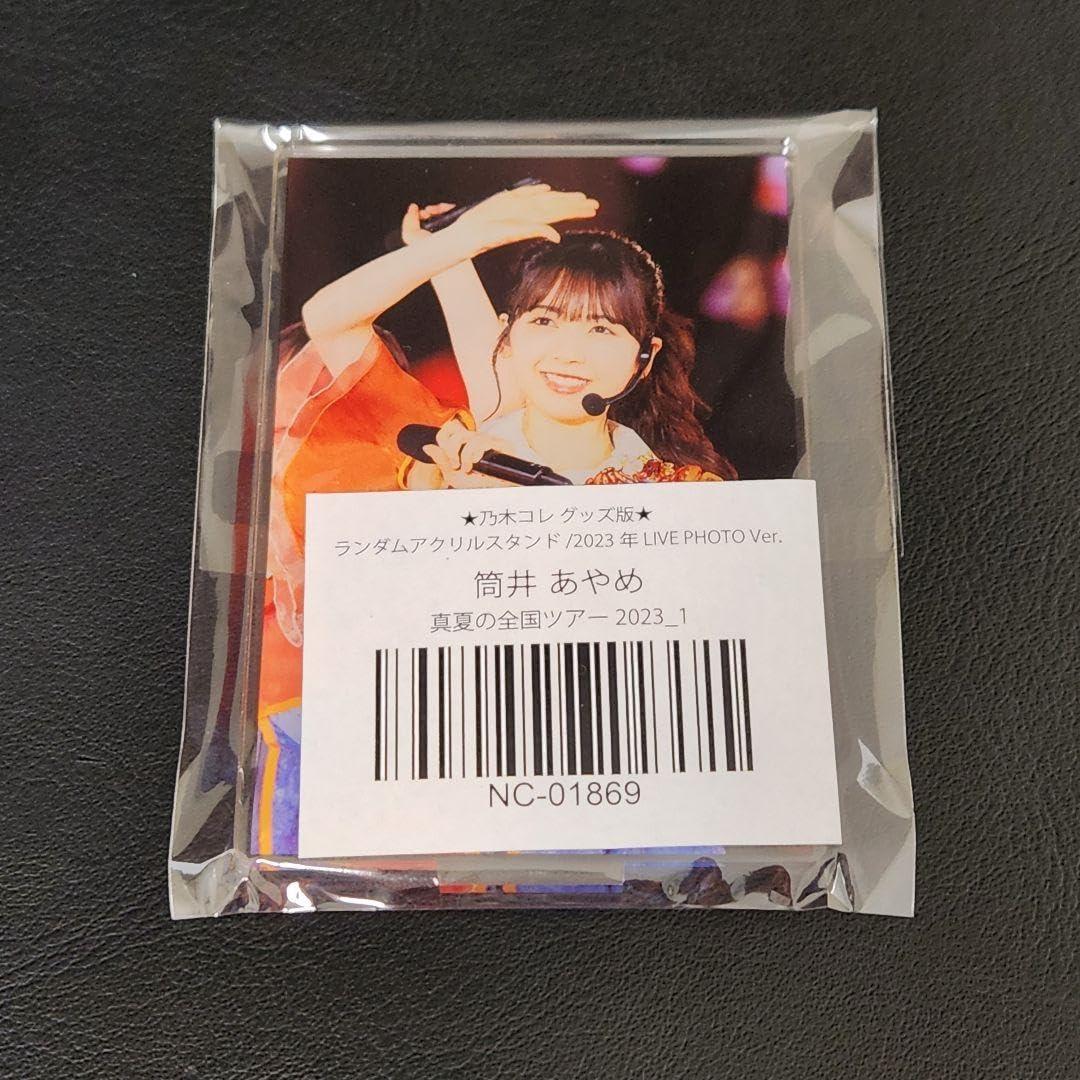 ★乃木コレ グッズ版★
ランダムアクリルスタンド /2023 年 LIVE PHOTO Ver.
筒井 あやめ
真夏の全国ツアー 2023_1
NC-01869